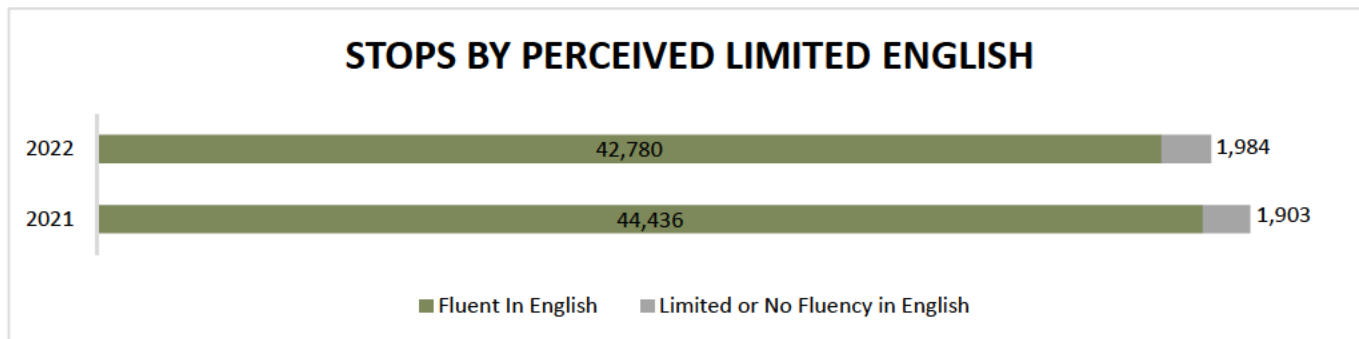 STOPS BY PERCEIVED LIMITED ENGLISH
2022 42,780 1,984
2021 44,436 1,903
Fluent In English Limited or No Fluency in English